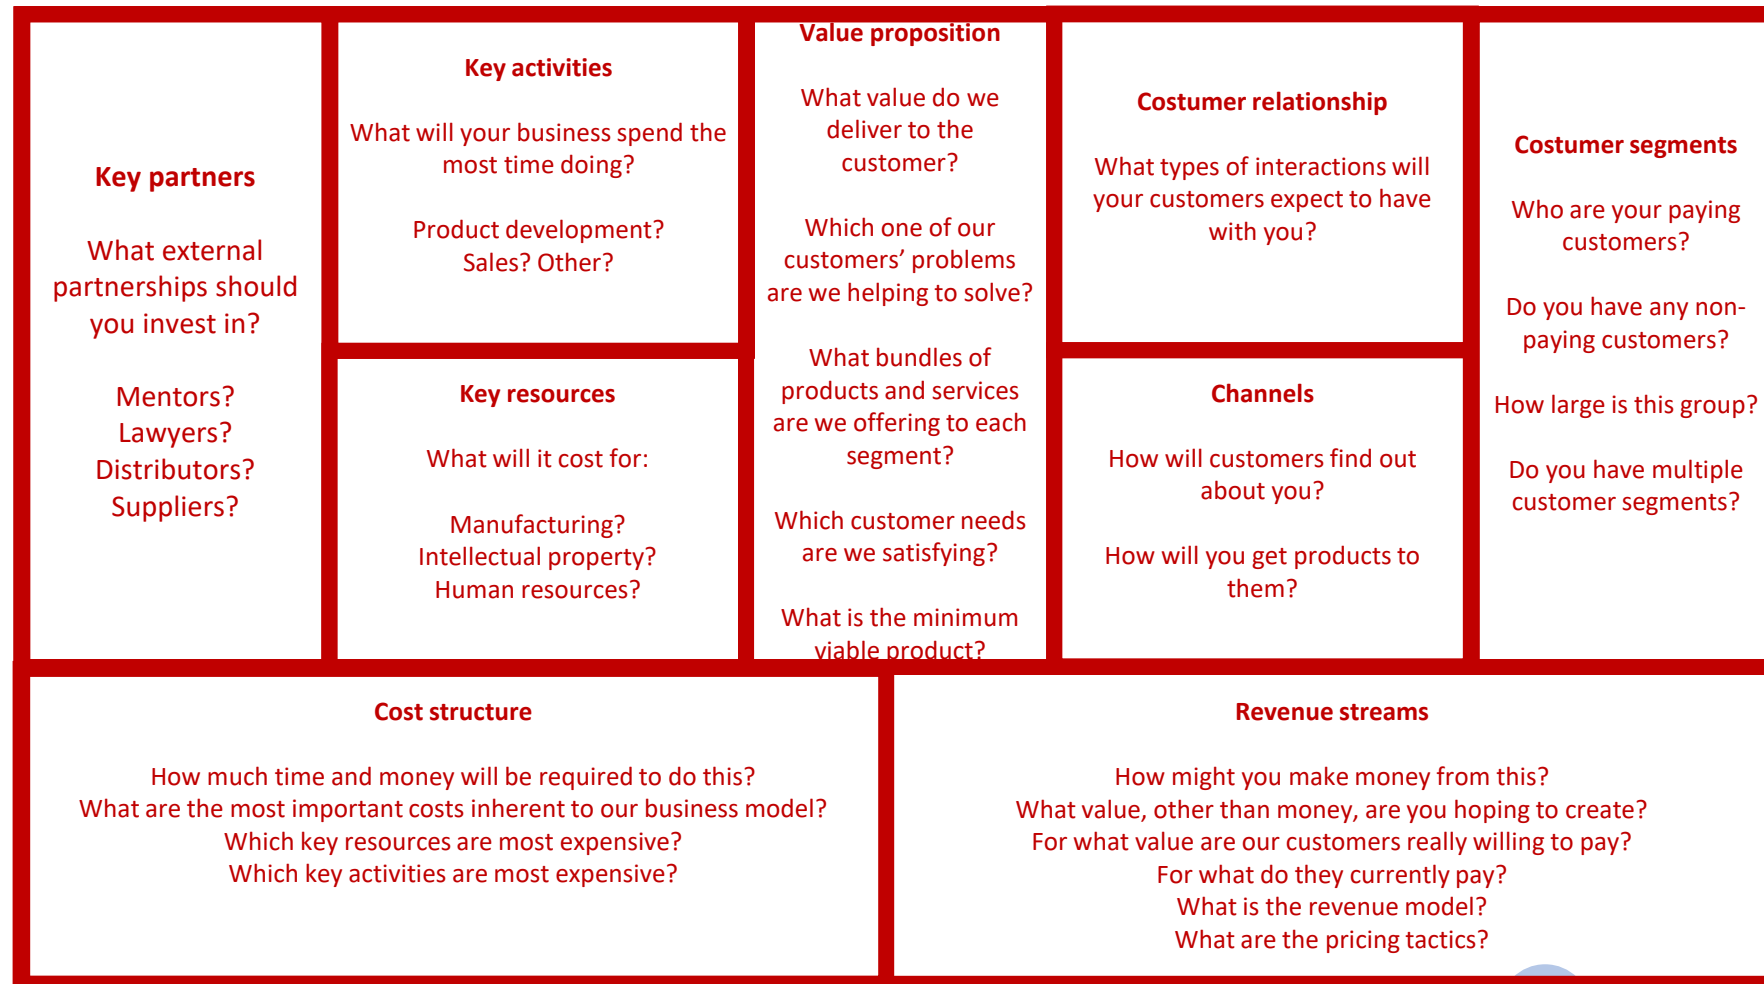 Key partners
What external
partnerships should
you invest in?
Mentors?
Lawyers?
Distributors?
Suppliers?
Key activities
What will your business spend the
most time doing?
Product development?
Sales? Other?
Key resources
What will it cost for:
Manufacturing?
Intellectual property?
Human resources?
Value proposition
What value do we
deliver to the
customer?
Which one of our
customers’ problems
are we helping to solve?
What bundles of
products and services
are we offering to each
segment?
Which customer needs
are we satisfying?
What is the minimum
viable product?
Costumer relationship
What types of interactions will
your customers expect to have
with you?
Channels
How will customers find out
about you?
How will you get products to
them?
Costumer segments
Who are your paying
customers?
Do you have any non-
paying customers?
How large is this group?
Do you have multiple
customer segments?
Cost structure
How much time and money will be required to do this?
What are the most important costs inherent to our business model?
Which key resources are most expensive?
Which key activities are most expensive?
Revenue streams
How might you make money from this?
What value, other than money, are you hoping to create?
For what value are our customers really willing to pay?
For what do they currently pay?
What is the revenue model?
What are the pricing tactics?